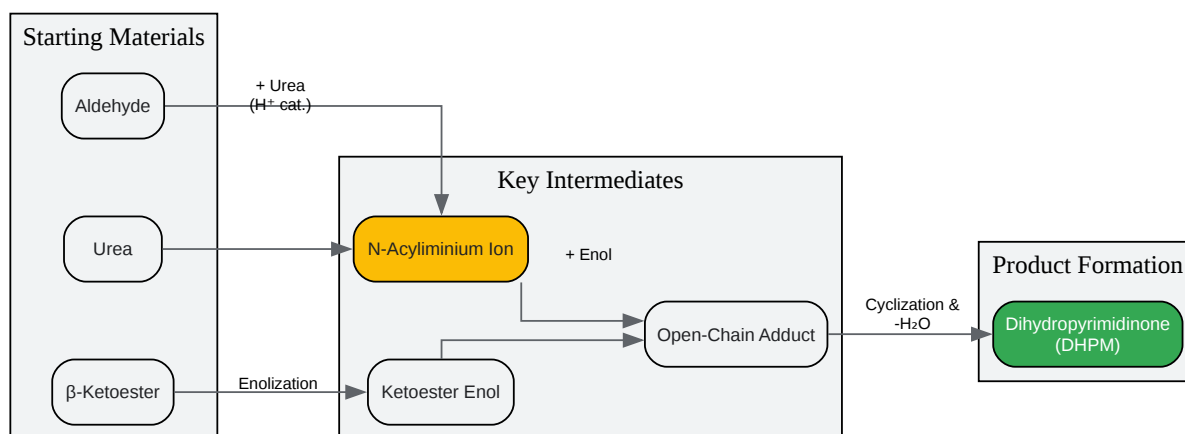 Starting Materials
Aldehyde
+ Urea
(H⁺ cat.)
Key Intermediates
Urea
N-Acyliminium Ion
+ Enol
Product Formation
Open-Chain Adduct
Cyclization &
-H₂O
Dihydropyrimidinone
(DHPM)
β-Ketoester
Enolization
Ketoester Enol